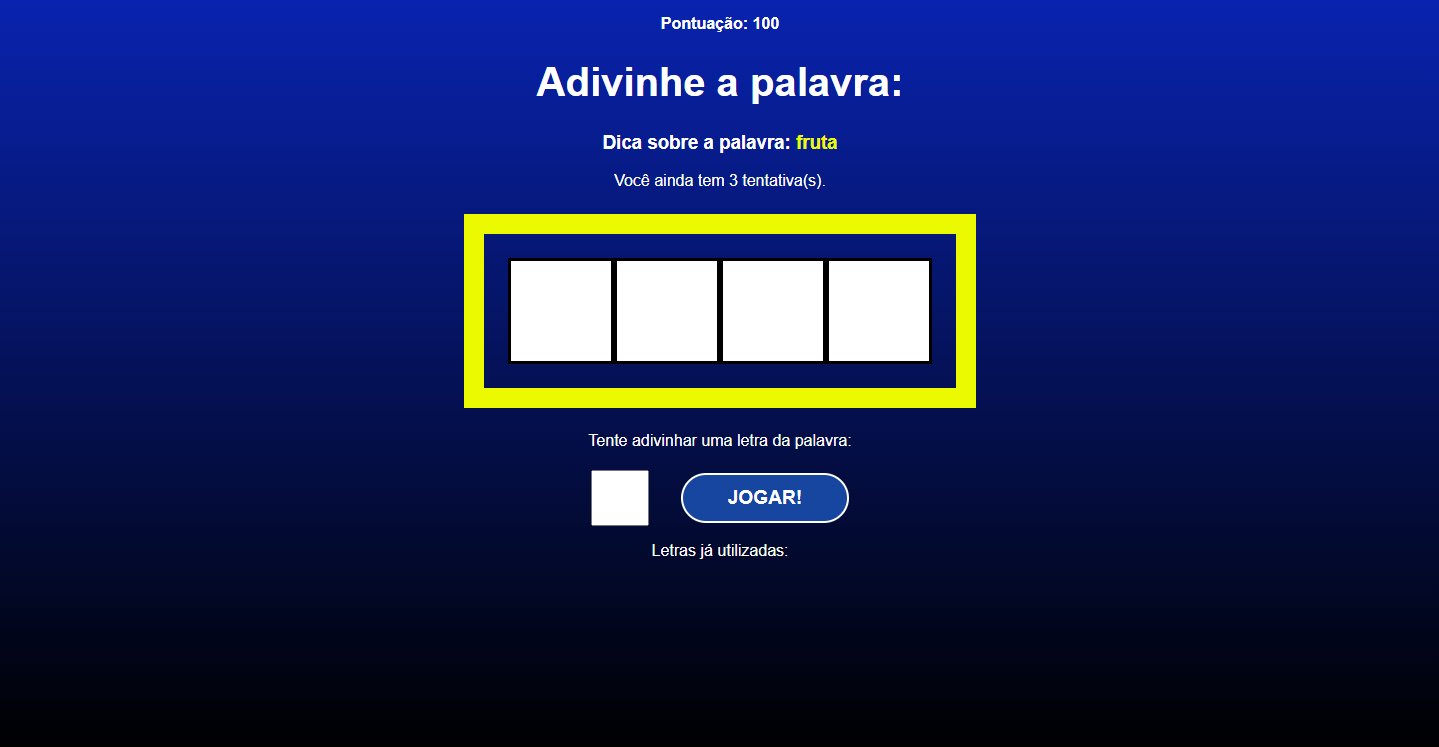 Pontuação: 100
Adivinhe a palavra:
Dica sobre a palavra: fruta
Você ainda tem 3 tentativa(s).
Tente adivinhar uma letra da palavra:
JOGAR!
Letras já utilizadas: